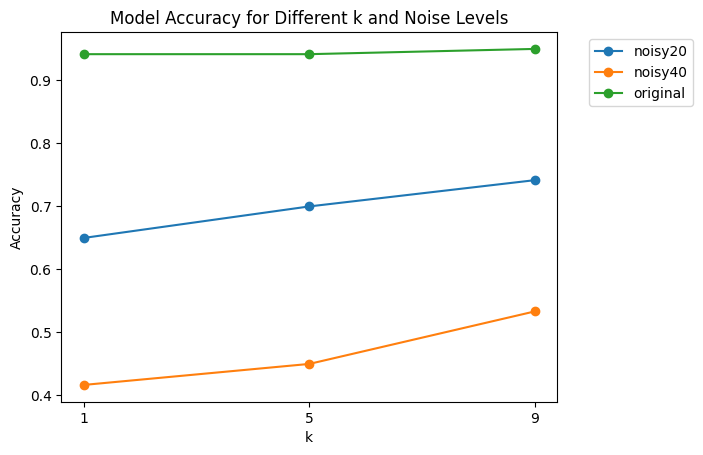 Model Accuracy for Different k and Noise Levels
noisy20
noisy40
original
0.9
0.8
0.7
0.6
0.5
0.4
Accuracy
1
5
9
k